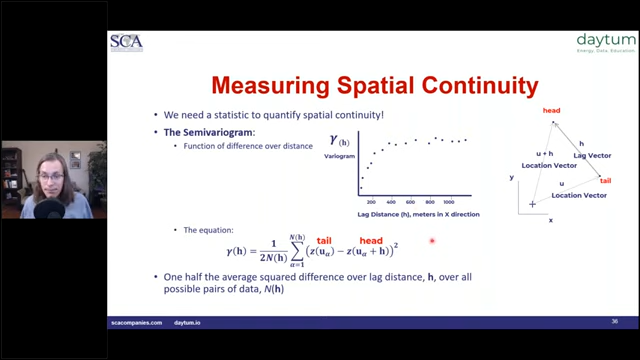 SCA
daytum
Energy, Data, Education
Measuring Spatial Continuity
• We need a statistic to quantify spatial continuity!
• The Semivariogram:
• Function of difference over distance
γ (h)
Variogram
200 400 600 800 1000
Lag Distance (h), meters in X direction
head
u + h
Location Vector
h
Lag Vector
tail
u
Location Vector
y
x
• The equation:
tail head
γ(h) = 1/2N(h) ∑ α=1 N(h) (z(uα) − z(uα + h))²
• One half the average squared difference over lag distance, h, over all
possible pairs of data, N(h)
scacompanies.com daytum.io
36